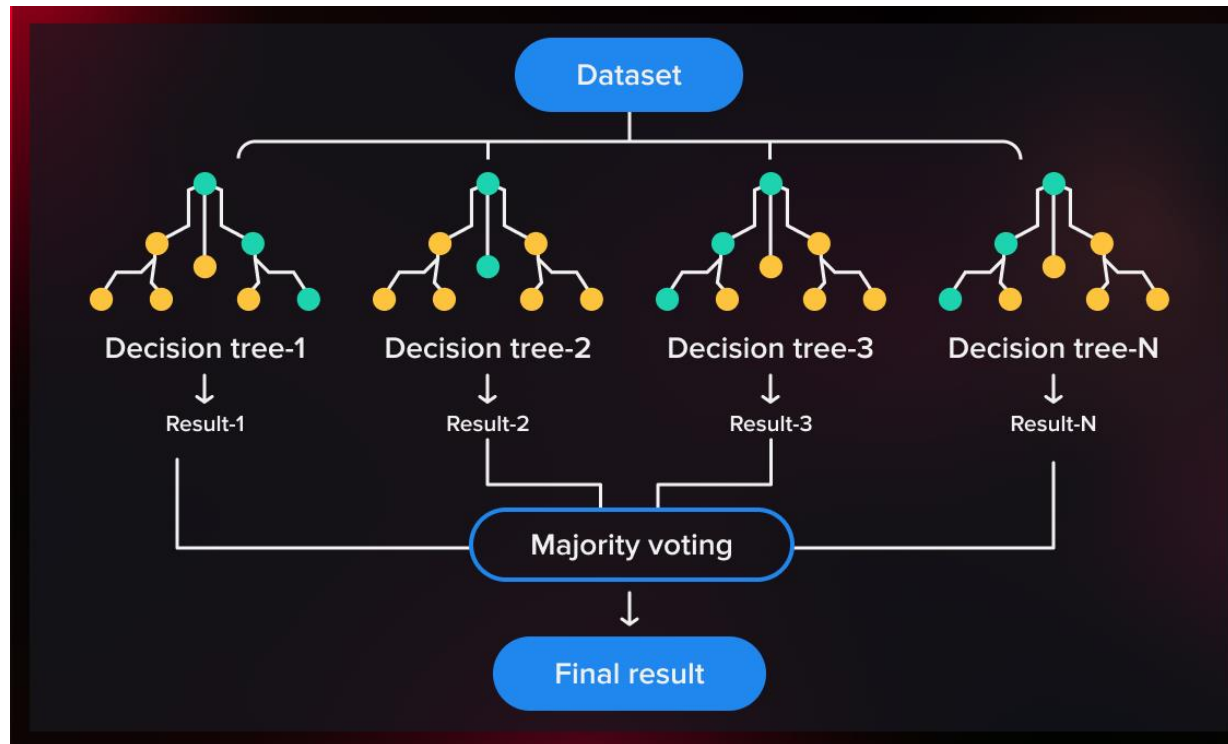 Dataset
Decision tree-1
Decision tree-2
Decision tree-3
Decision tree-N
Result-1
Result-2
Result-3
Result-N
Majority voting
Final result